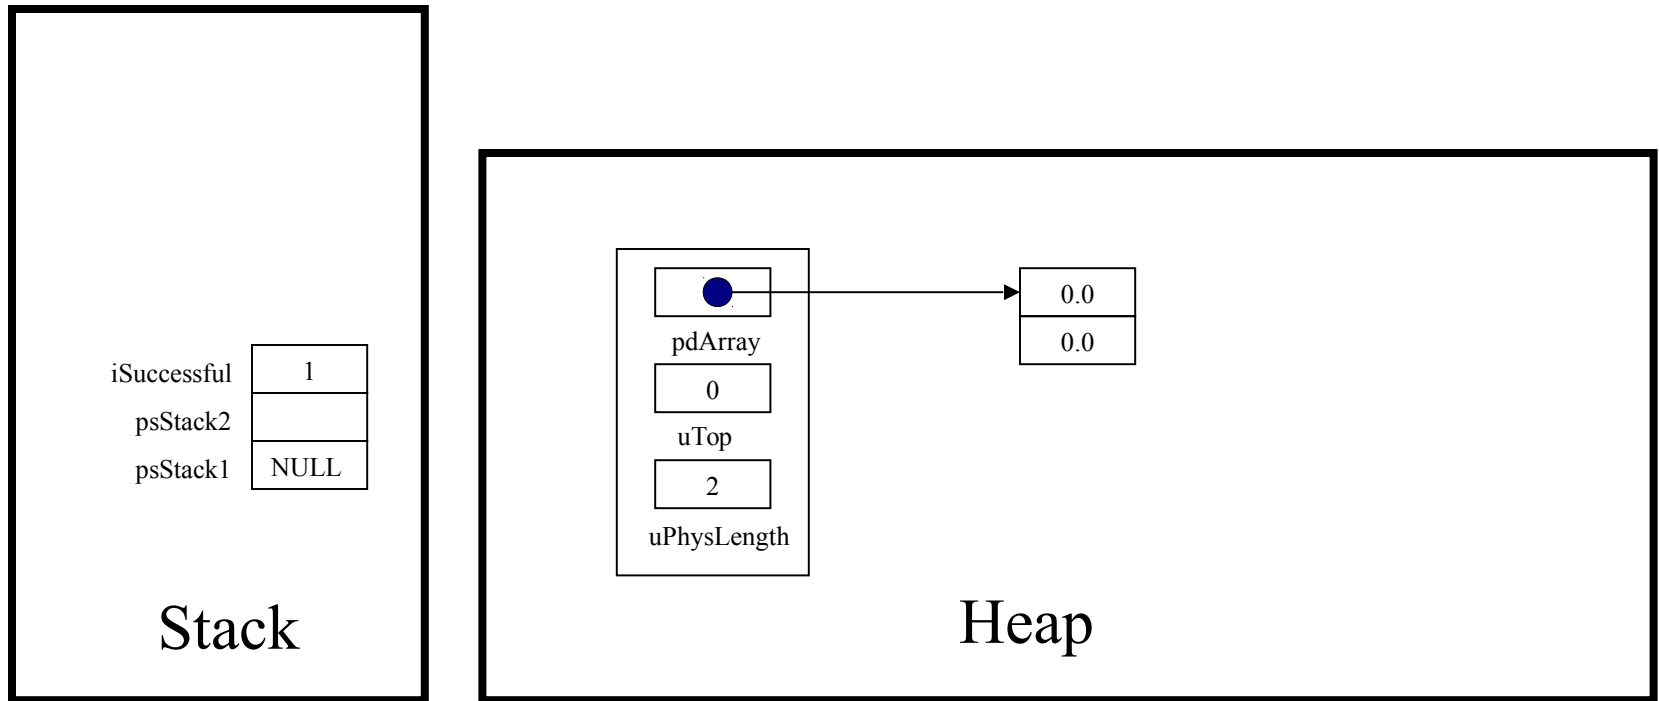 iSuccessful 1
psStack2
psStack1 NULL
Stack
pdArray
0
uTop
2
uPhysLength
0.0
0.0
Heap